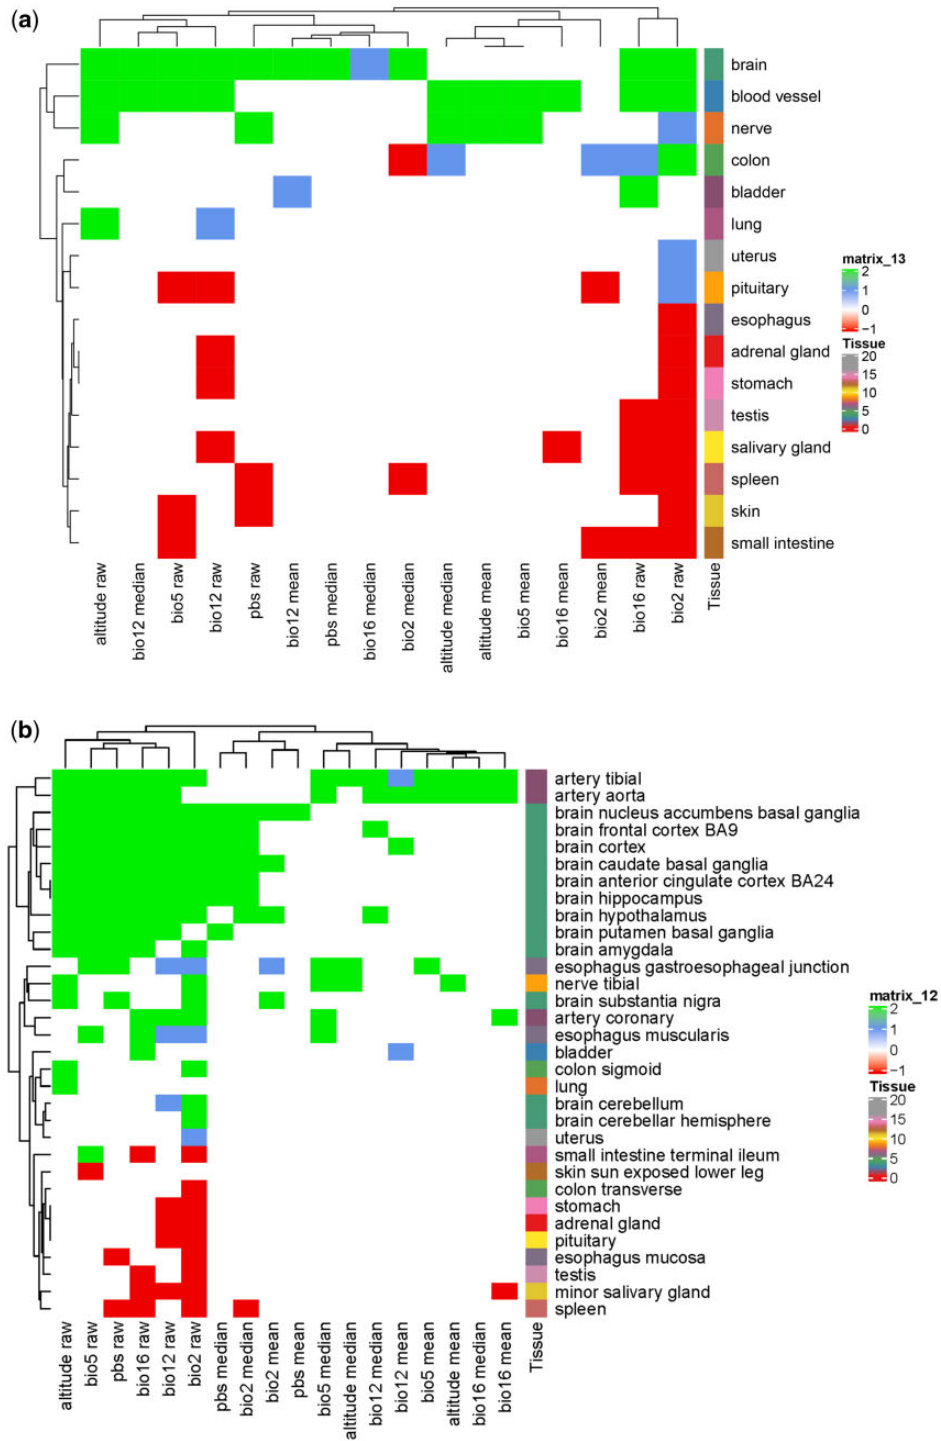 (a)
brain
blood vessel
nerve
colon
bladder
lung
uterus
pituitary
esophagus
adrenal gland
stomach
testis
salivary gland
spleen
skin
small intestine
matrix_13
2
1
0
−1
Tissue
20
15
10
5
0
altitude raw
bio12 median
bio5 raw
bio12 raw
pbs raw
bio12 mean
pbs median
bio16 median
bio2 median
altitude median
altitude mean
bio5 mean
bio16 mean
bio2 mean
bio16 raw
bio2 raw
Tissue
(b)
artery tibial
artery aorta
brain nucleus accumbens basal ganglia
brain frontal cortex BA9
brain cortex
brain caudate basal ganglia
brain anterior cingulate cortex BA24
brain hippocampus
brain hypothalamus
brain putamen basal ganglia
brain amygdala
esophagus gastroesophageal junction
nerve tibial
brain substantia nigra
artery coronary
esophagus muscularis
bladder
colon sigmoid
lung
brain cerebellum
brain cerebellar hemisphere
uterus
small intestine terminal ileum
skin sun exposed lower leg
colon transverse
stomach
adrenal gland
pituitary
esophagus mucosa
testis
minor salivary gland
spleen
matrix_12
2
1
0
−1
Tissue
20
15
10
5
0
altitude raw
bio5 raw
pbs raw
bio16 raw
bio12 raw
bio2 raw
pbs median
bio2 median
bio2 mean
pbs mean
bio5 median
altitude median
bio12 median
bio12 mean
bio5 mean
altitude mean
bio16 median
bio16 mean
Tissue